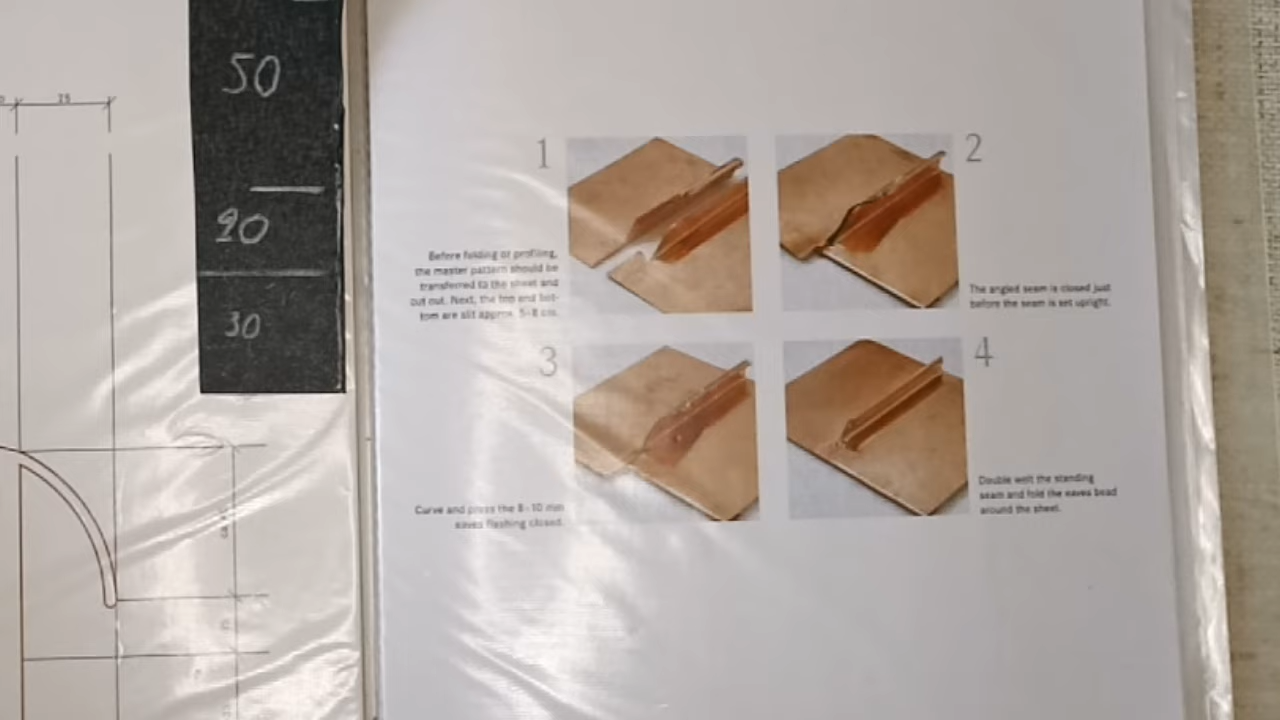 25
50
20
30
1
Before folding or profiling,
the master pattern should be
transferred to the sheet and
cut out. Next, the top and bot-
tom are slit approx. 5–8 cm.
2
The angled seam is closed just
before the seam is set upright.
3
Curve and press the 8–10 mm
eaves flashing closed.
4
Double welt the standing
seam and fold the eaves bead
around the sheet.